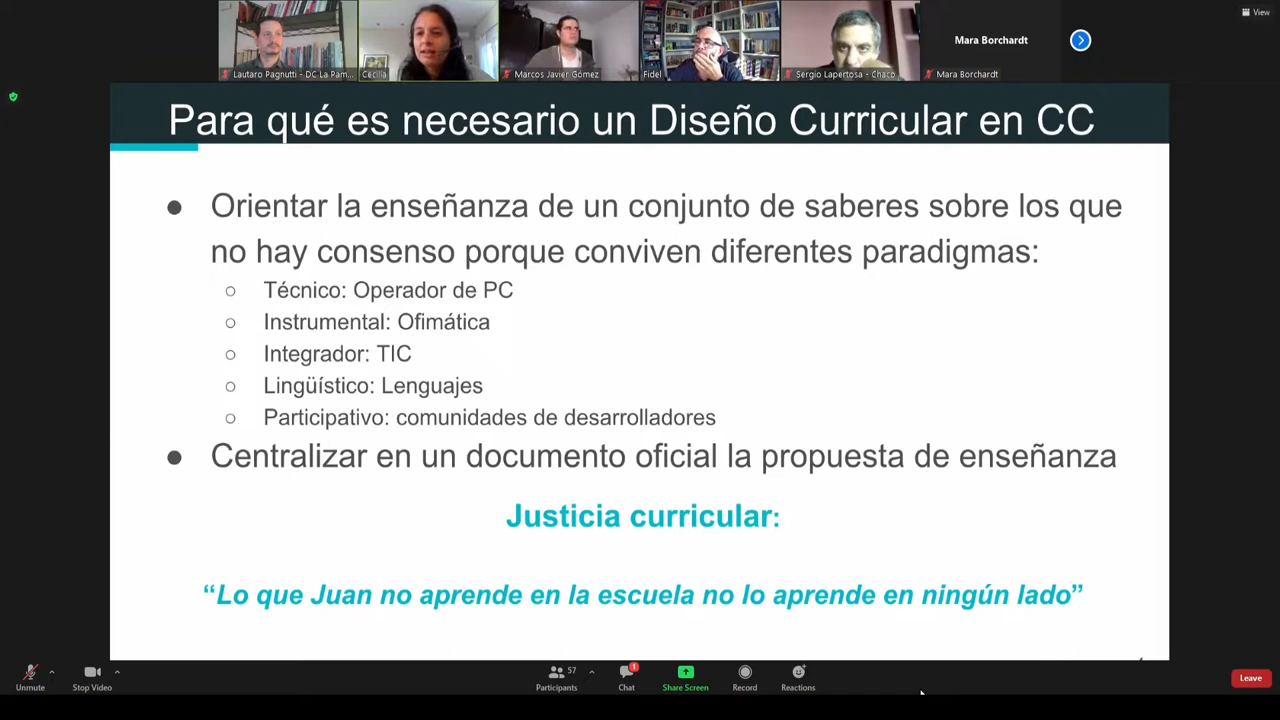 View
Mara Borchardt
Lautaro Pagnutti - DC La Pam...
Cecilia
Marcos Javier Gómez
Fidel
Sergio Lapertosa - Chaco
Mara Borchardt
Para qué es necesario un Diseño Curricular en CC
● Orientar la enseñanza de un conjunto de saberes sobre los que
no hay consenso porque conviven diferentes paradigmas:
○ Técnico: Operador de PC
○ Instrumental: Ofimática
○ Integrador: TIC
○ Lingüístico: Lenguajes
○ Participativo: comunidades de desarrolladores
● Centralizar en un documento oficial la propuesta de enseñanza
Justicia curricular:
“Lo que Juan no aprende en la escuela no lo aprende en ningún lado”
Unmute
Stop Video
57
Participants
1
Chat
Share Screen
Record
Reactions
Leave